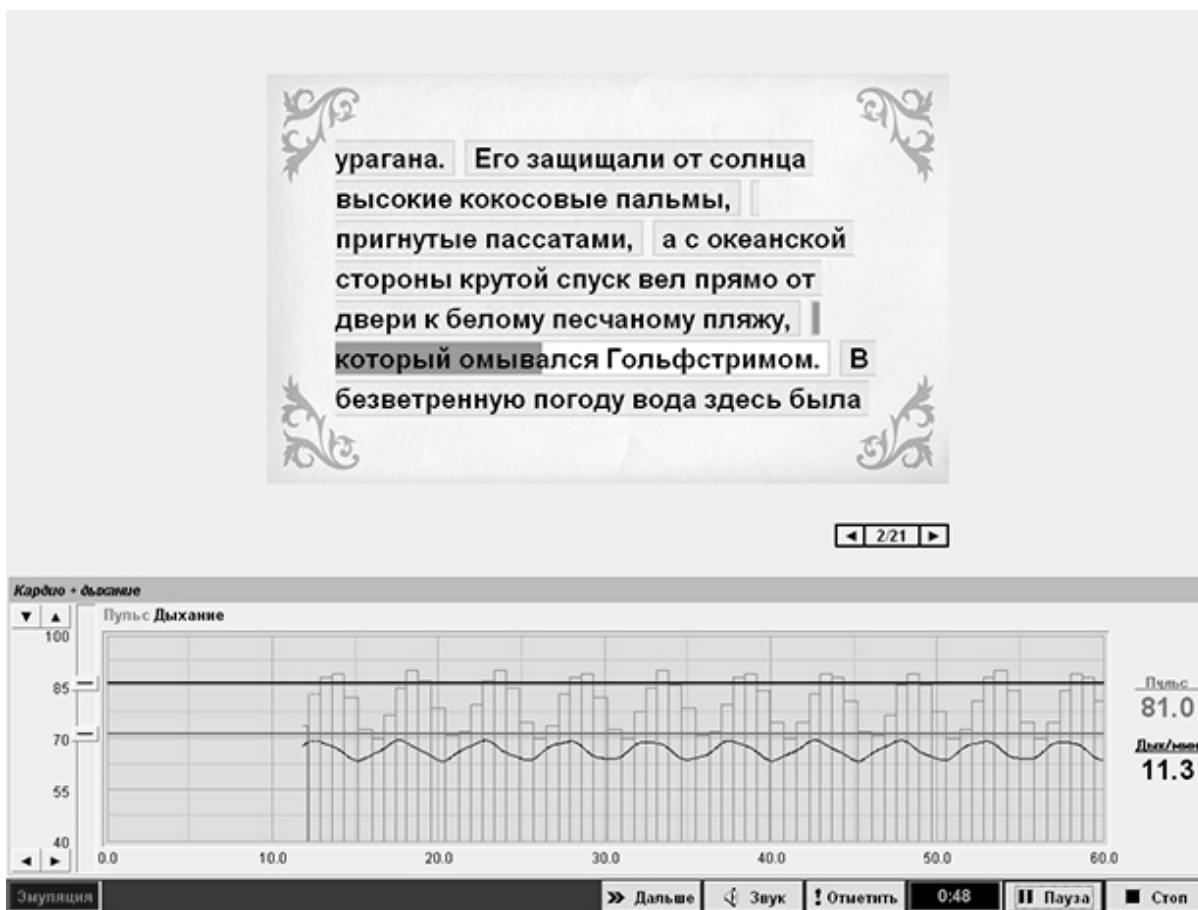 урагана. Его защищали от солнца
высокие кокосовые пальмы,
пригнутые пассатами, а с океанской
стороны крутой спуск вел прямо от
двери к белому песчаному пляжу,
который омывался Гольфстримом. В
безветренную погоду вода здесь была
2/21
Кардио + дыхание
Пульс Дыхание
100
85
70
55
40
0.0 10.0 20.0 30.0 40.0 50.0 60.0
Пульс
81.0
Дых/мин
11.3
Эмуляция Дальше Звук Отметить 0:48 Пауза Стоп